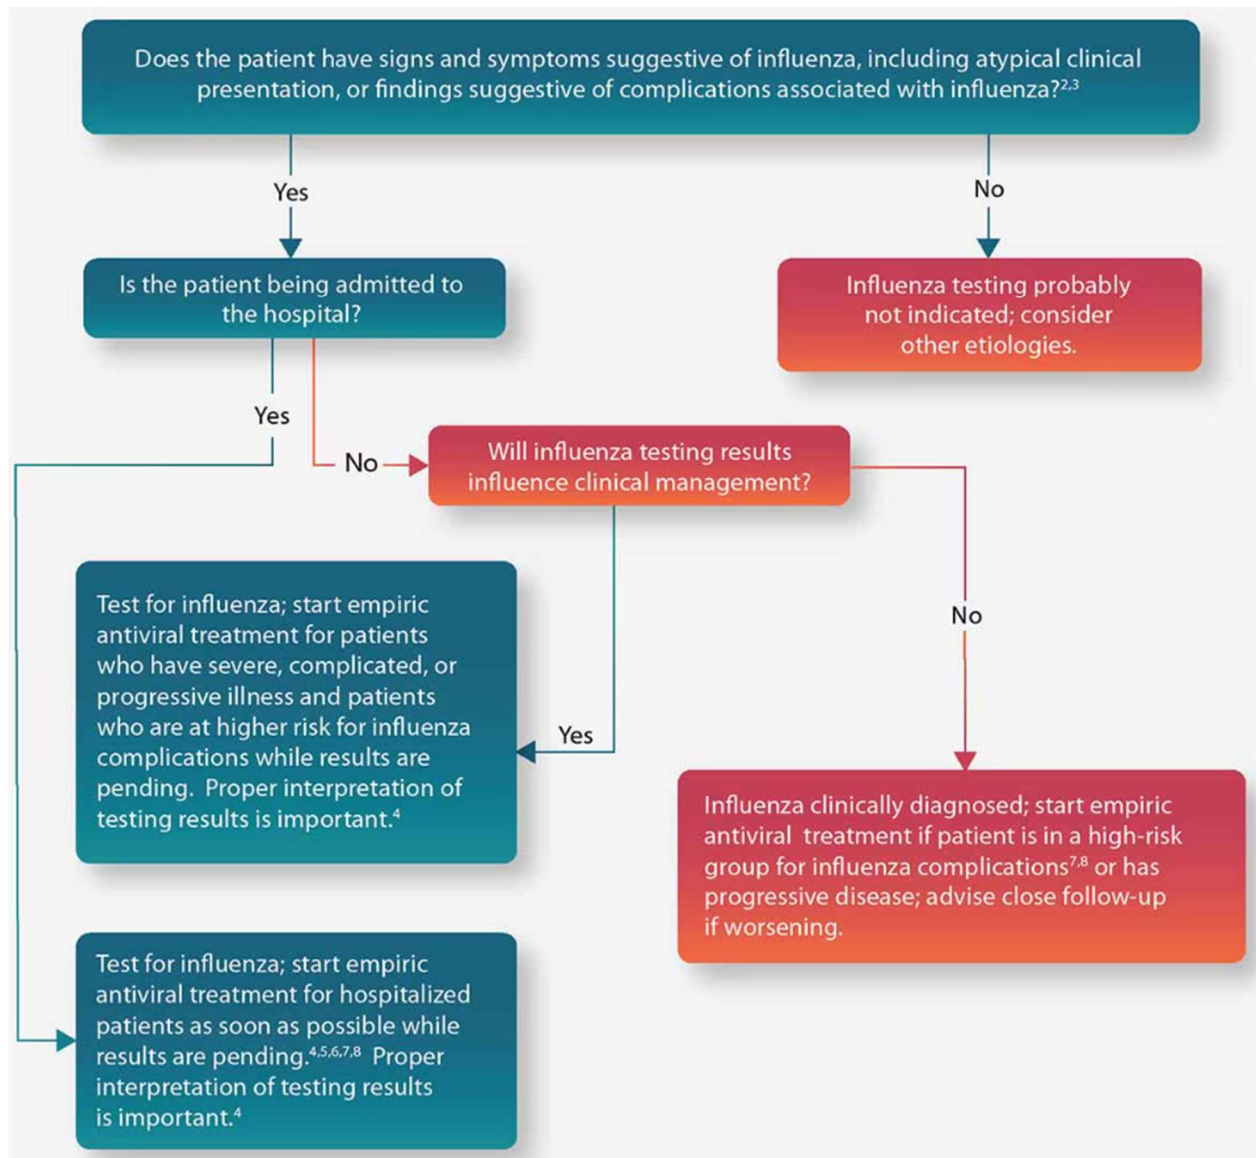 Does the patient have signs and symptoms suggestive of influenza, including atypical clinical
presentation, or findings suggestive of complications associated with influenza?2,3
Yes
No
Is the patient being admitted to
the hospital?
Influenza testing probably
not indicated; consider
other etiologies.
Yes
No
Will influenza testing results
influence clinical management?
Test for influenza; start empiric
antiviral treatment for patients
who have severe, complicated, or
progressive illness and patients
who are at higher risk for influenza
complications while results are
pending. Proper interpretation of
testing results is important.4
Yes
No
Influenza clinically diagnosed; start empiric
antiviral treatment if patient is in a high-risk
group for influenza complications7,8 or has
progressive disease; advise close follow-up
if worsening.
Test for influenza; start empiric
antiviral treatment for hospitalized
patients as soon as possible while
results are pending.4,5,6,7,8 Proper
interpretation of testing results
is important.4